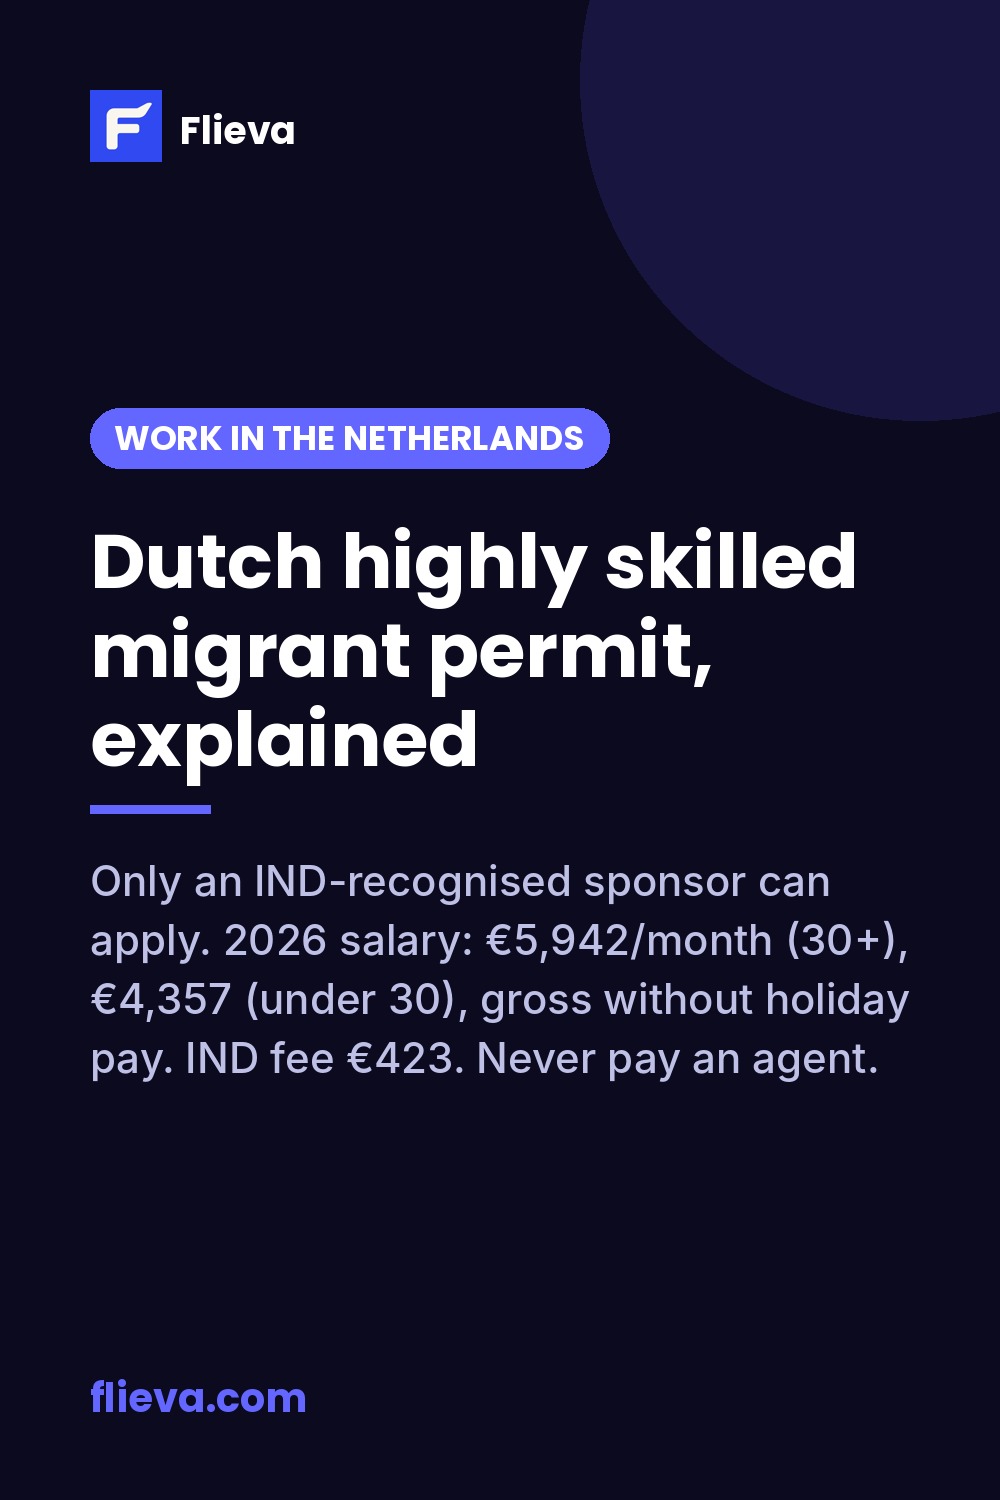 Flieva
WORK IN THE NETHERLANDS
Dutch highly skilled
migrant permit,
explained
Only an IND-recognised sponsor can
apply. 2026 salary: €5,942/month (30+),
€4,357 (under 30), gross without holiday
pay. IND fee €423. Never pay an agent.
flieva.com